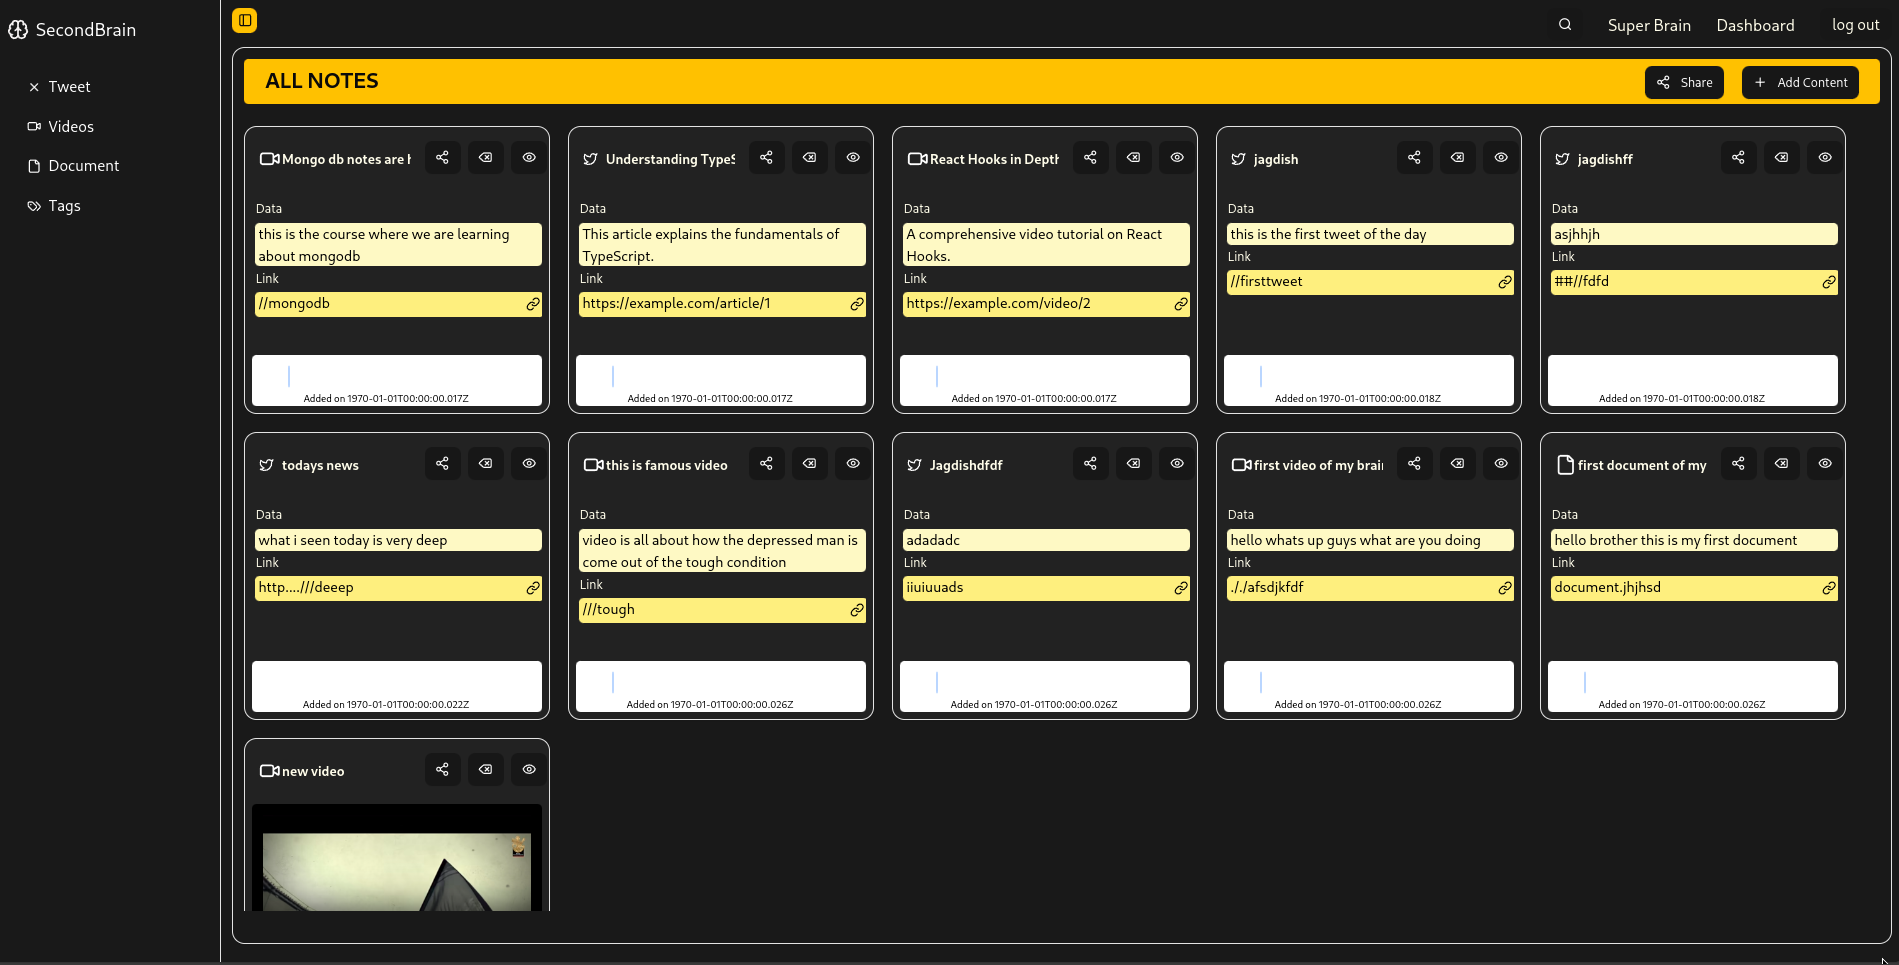 SecondBrain
Super Brain
Dashboard
log out
Tweet
Videos
Document
Tags
ALL NOTES
Share
Add Content
Mongo db notes are
Data
this is the course where we are learning
about mongodb
Link
//mongodb
Added on 1970-01-01T00:00:00.017Z
Understanding Type
Data
This article explains the fundamentals of
TypeScript.
Link
https://example.com/article/1
Added on 1970-01-01T00:00:00.017Z
React Hooks in Depth
Data
A comprehensive video tutorial on React
Hooks.
Link
https://example.com/video/2
Added on 1970-01-01T00:00:00.017Z
jagdish
Data
this is the first tweet of the day
Link
//firsttweet
Added on 1970-01-01T00:00:00.018Z
jagdishff
Data
asjhhjh
Link
##//fdfd
Added on 1970-01-01T00:00:00.018Z
todays news
Data
what i seen today is very deep
Link
http....///deeep
Added on 1970-01-01T00:00:00.022Z
this is famous video
Data
video is all about how the depressed man is
come out of the tough condition
Link
///tough
Added on 1970-01-01T00:00:00.026Z
Jagdishdfdf
Data
adadadc
Link
iiuiuuads
Added on 1970-01-01T00:00:00.026Z
first video of my brai
Data
hello whats up guys what are you doing
Link
././afsdjkfdf
Added on 1970-01-01T00:00:00.026Z
first document of my
Data
hello brother this is my first document
Link
document.jhjhsd
Added on 1970-01-01T00:00:00.026Z
new video